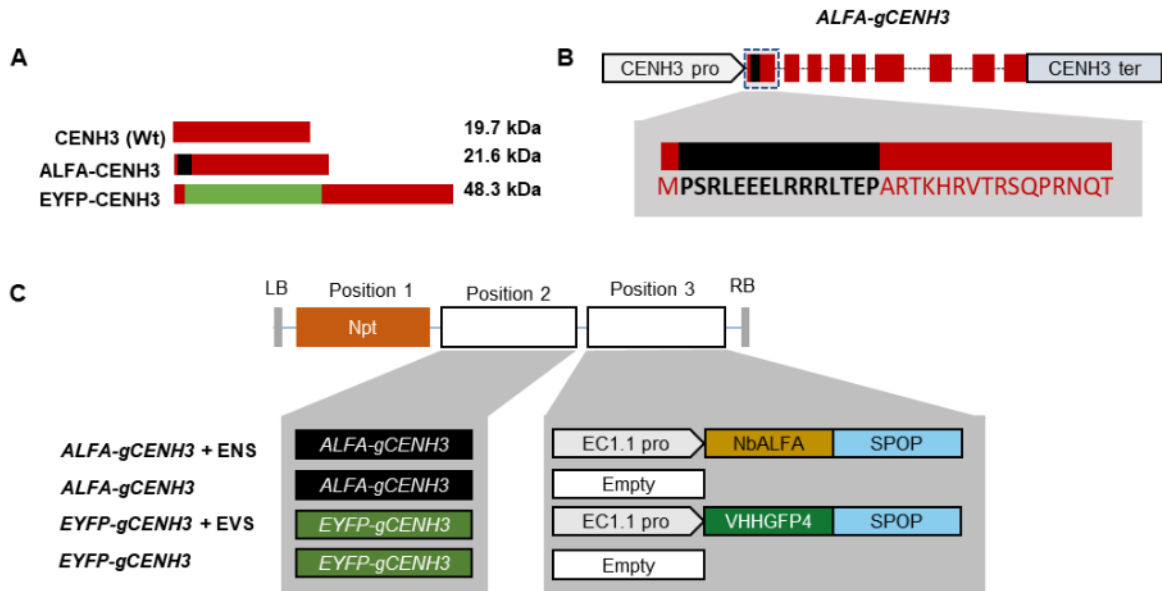 A
CENH3 (Wt) 19.7 kDa
ALFA-CENH3 21.6 kDa
EYFP-CENH3 48.3 kDa
B
ALFA-gCENH3
CENH3 pro CENH3 ter
MPSRLEEELRRRLTEPARTKHRVTRSQPRNQT
C
LB Position 1 Position 2 Position 3 RB
Npt
ALFA-gCENH3 + ENS ALFA-gCENH3 EC1.1 pro NbALFA SPOP
ALFA-gCENH3 ALFA-gCENH3 Empty
EYFP-gCENH3 + EVS EYFP-gCENH3 EC1.1 pro VHHGFP4 SPOP
EYFP-gCENH3 EYFP-gCENH3 Empty